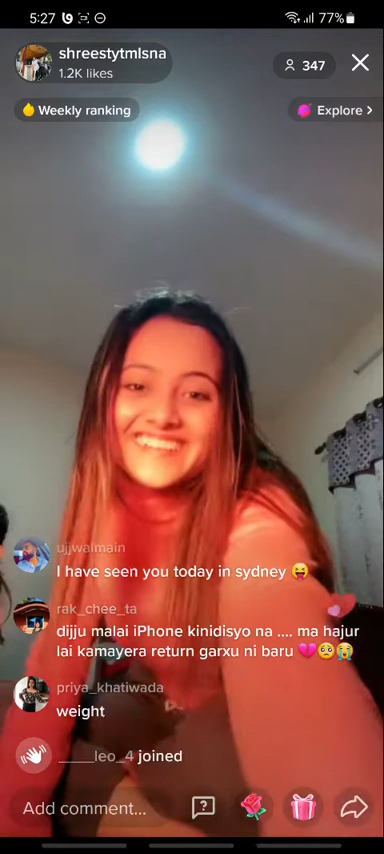 5:27
77%
shreestytmlsna
1.2K likes
347
Weekly ranking
Explore
ujjwalmain
I have seen you today in sydney 😝
rak_chee_ta
dijju malai iPhone kinidisyo na .... ma hajur
lai kamayera return garxu ni baru 💔🥺😭
priya_khatiwada
weight
_____leo_4 joined
Add comment...